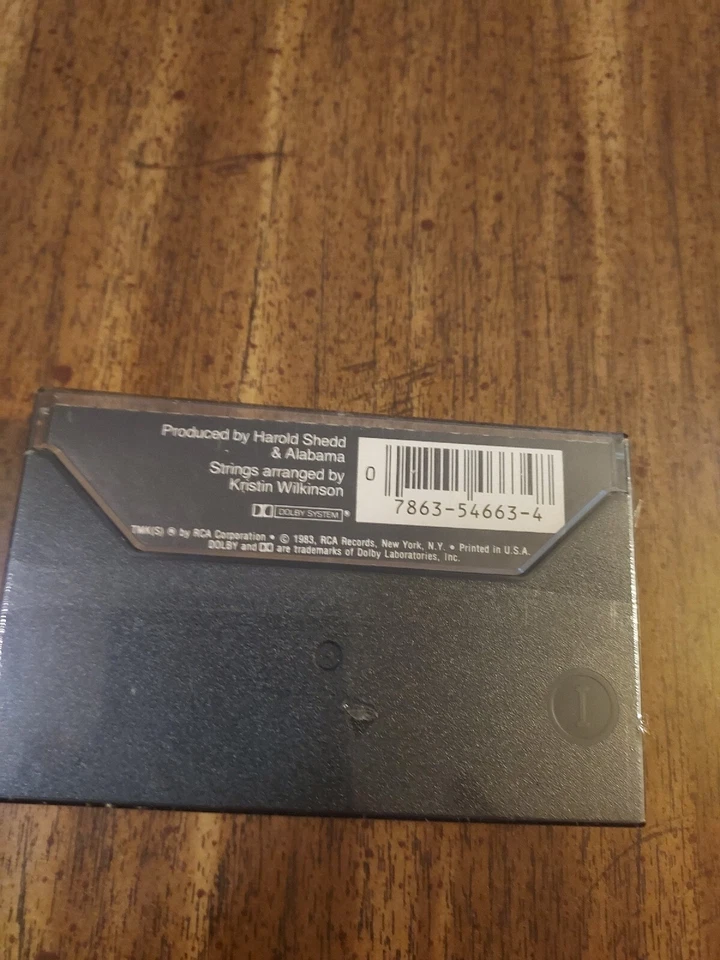 Produced by Harold Shedd
& Alabama
Strings arranged by
Kristin Wilkinson
DOLBY SYSTEM ®
0
7863-54663-4
TMK(S) ® by RCA Corporation • © 1983, RCA Records, New York, N.Y. • Printed in U.S.A.
DOLBY and are trademarks of Dolby Laboratories, Inc.